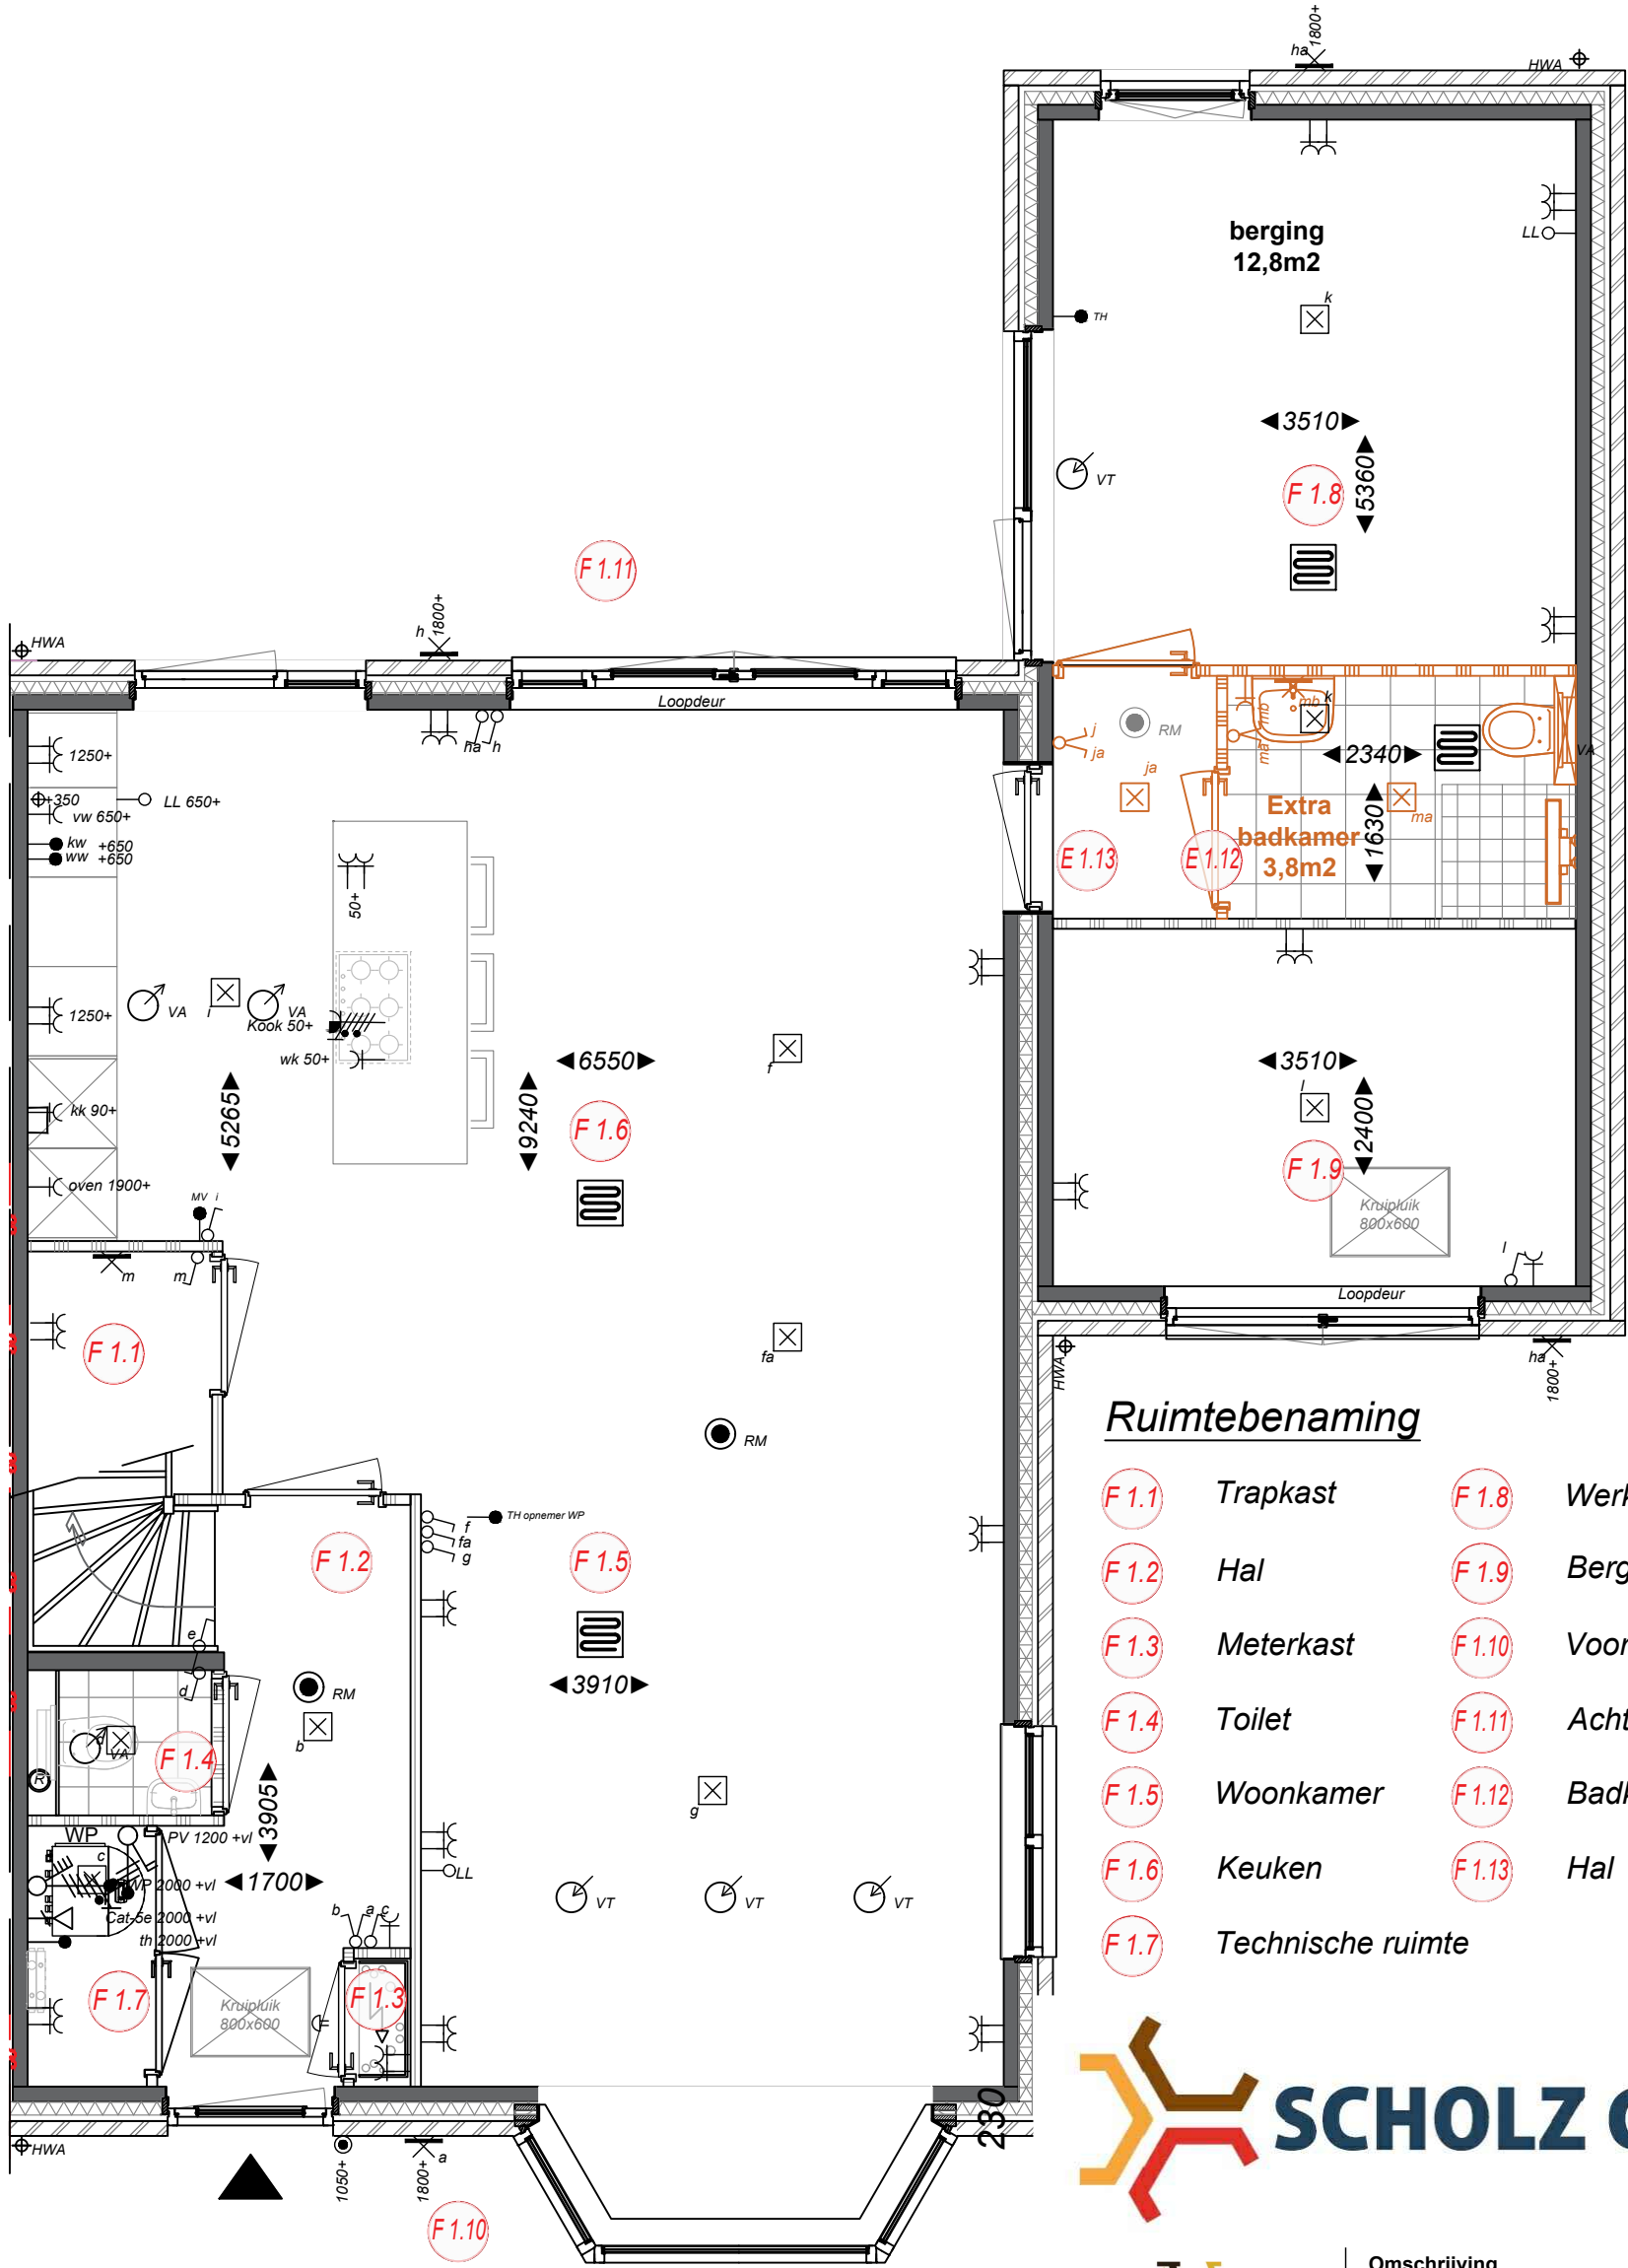 ha 1800+
HWA
berging
12,8m2
LL
k
TH
3510
5360
VT
F 1.8
F 1.11
h 1800+
HWA
Loopdeur
ha h
1250+
+350
LL 650+
vw 650+
kw +650
ww +650
50+
j
ja
RM
ja
mb
ma
mb
k
2340
VA
Extra
badkamer
3,8m2
1630
ma
E 1.13
E 1.12
1250+
VA
i
VA
Kook 50+
wk 50+
6550
f
5265
9240
F 1.6
kk 90+
oven 1900+
MV i
3510
l
2400
F 1.9
Kruipluik
800x600
l
Loopdeur
m
m
F 1.1
fa
RM
HWA
ha
1800+
F 1.2
f
fa
g
TH opnemer WP
F 1.5
3910
e
d
RM
b
VA
F 1.4
R
3905
g
WP
c
PV 1200 +vl
WP 2000 +vl
1700
Cat-5e 2000 +vl
th 2000 +vl
LL
VT
VT
VT
b a c
F 1.7
Kruipluik
800x600
F 1.3
HWA
1050+
1800+
a
230
F 1.10
Ruimtebenaming
F 1.1 Trapkast F 1.8
F 1.2 Hal F 1.9
F 1.3 Meterkast F 1.10
F 1.4 Toilet F 1.11
F 1.5 Woonkamer F 1.12
F 1.6 Keuken F 1.13 Hal
F 1.7 Technische ruimte
SCHOLZ
Omschrijving